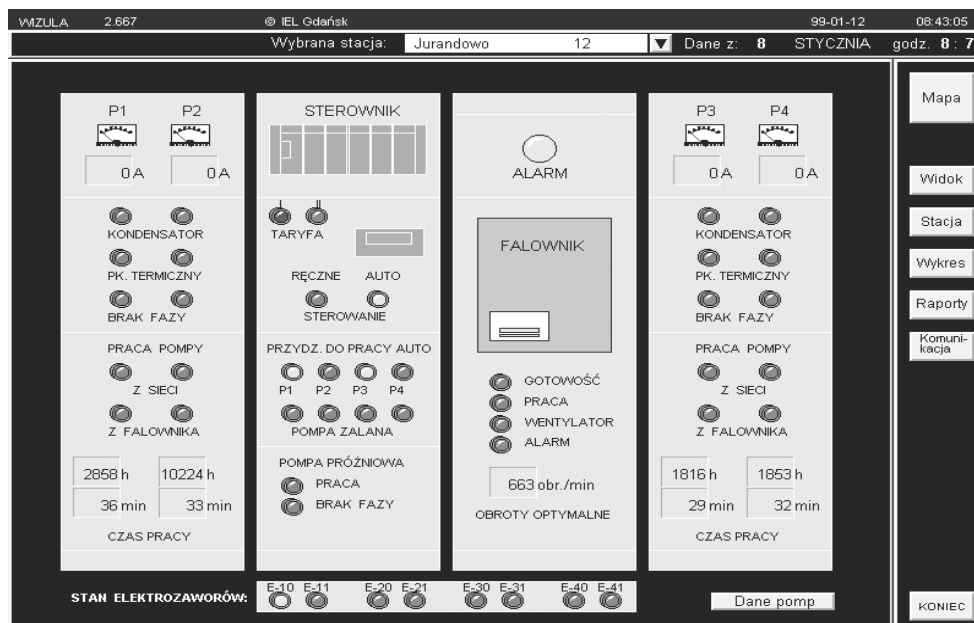 WIZULA 2.667 © IEL Gdańsk 99-01-12 08:43:05
Wybrana stacja: Jurandowo 12 Dane z: 8 STYCZNIA godz. 8 : 7
P1 P2
0 A 0 A
KONDENSATOR
PK. TERMICZNY
BRAK FAZY
PRACA POMPY
Z SIECI
Z FALOWNIKA
2858 h 10224 h
36 min 33 min
CZAS PRACY
STEROWNIK
I II
TARYFA
RĘCZNE AUTO
STEROWANIE
PRZYDZ. DO PRACY AUTO
P1 P2 P3 P4
POMPA ZALANA
POMPA PRÓŻNIOWA
PRACA
BRAK FAZY
ALARM
FALOWNIK
GOTOWOŚĆ
PRACA
WENTYLATOR
ALARM
663 obr./min
OBROTY OPTYMALNE
P3 P4
0 A 0 A
KONDENSATOR
PK. TERMICZNY
BRAK FAZY
PRACA POMPY
Z SIECI
Z FALOWNIKA
1816 h 1853 h
29 min 32 min
CZAS PRACY
STAN ELEKTROZAWORÓW: E-10 E-11 E-20 E-21 E-30 E-31 E-40 E-41
Dane pomp
Mapa
Widok
Stacja
Wykres
Raporty
Komuni-
kacja
KONIEC